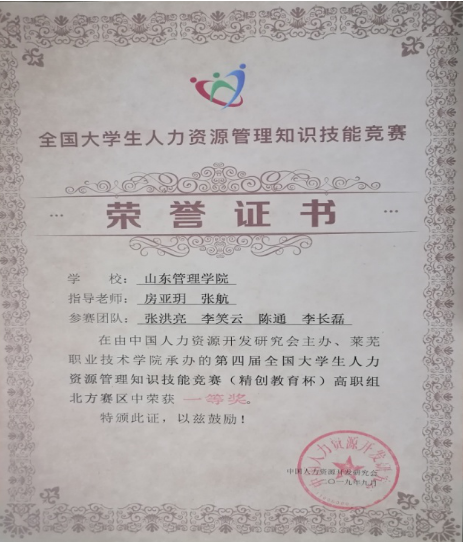 全国大学生人力资源管理知识技能竞赛
荣誉证书
学 校: 山东管理学院
指导老师: 房亚玥 张航
参赛团队: 张洪亮 李笑云 陈通 李长磊
在由中国人力资源开发研究会主办、莱芜
职业技术学院承办的第四届全国大学生人力
资源管理知识技能竞赛（精创教育杯）高职组
北方赛区中荣获 一等奖。
特颁此证，以兹鼓励！
中国人力资源开发研究会
二〇一九年九月